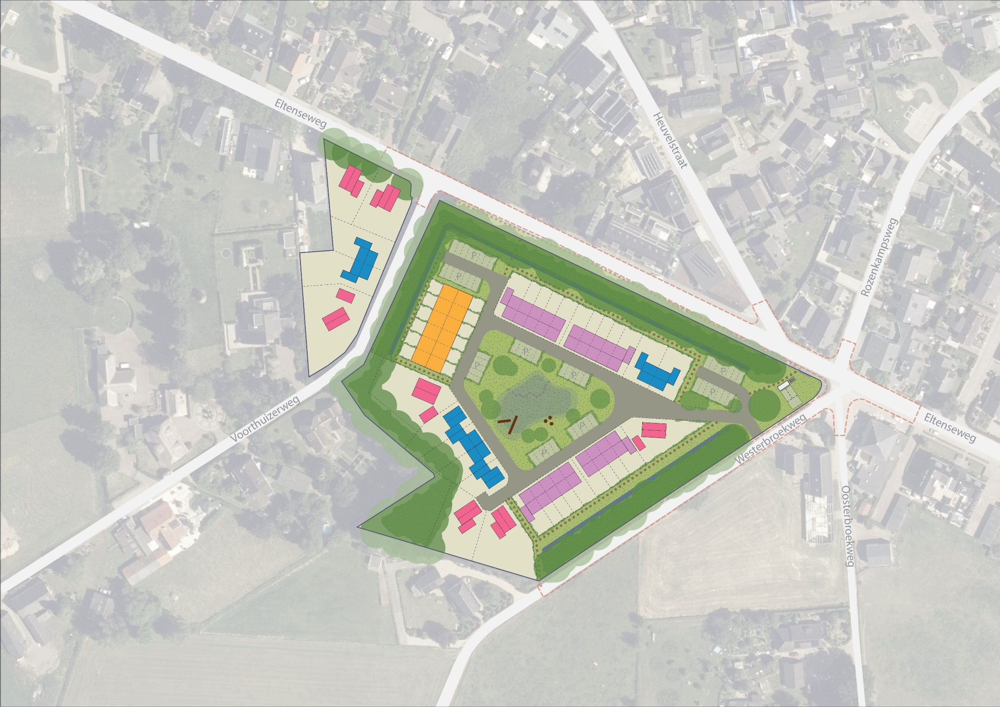 Eltenseweg
Heuvelstraat
Rozenkampsweg
P
P
P
P
P
P
P
P
P
Voorthuizerweg
Westerbroekweg
Eltenseweg
Oosterbroekweg